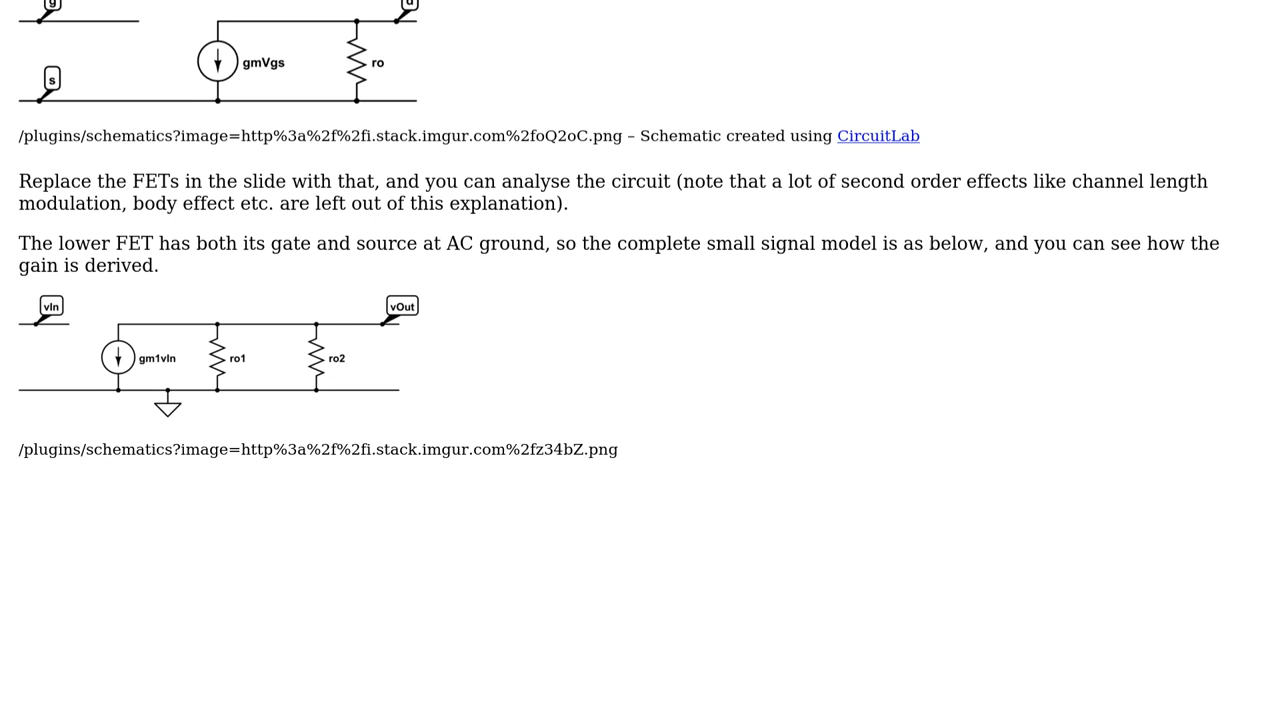 g
d
gmVgs
ro
s
/plugins/schematics?image=http%3a%2f%2fi.stack.imgur.com%2foQ2oC.png – Schematic created using CircuitLab
Replace the FETs in the slide with that, and you can analyse the circuit (note that a lot of second order effects like channel length
modulation, body effect etc. are left out of this explanation).
The lower FET has both its gate and source at AC ground, so the complete small signal model is as below, and you can see how the
gain is derived.
vIn
vOut
gm1vIn
ro1
ro2
/plugins/schematics?image=http%3a%2f%2fi.stack.imgur.com%2fz34bZ.png